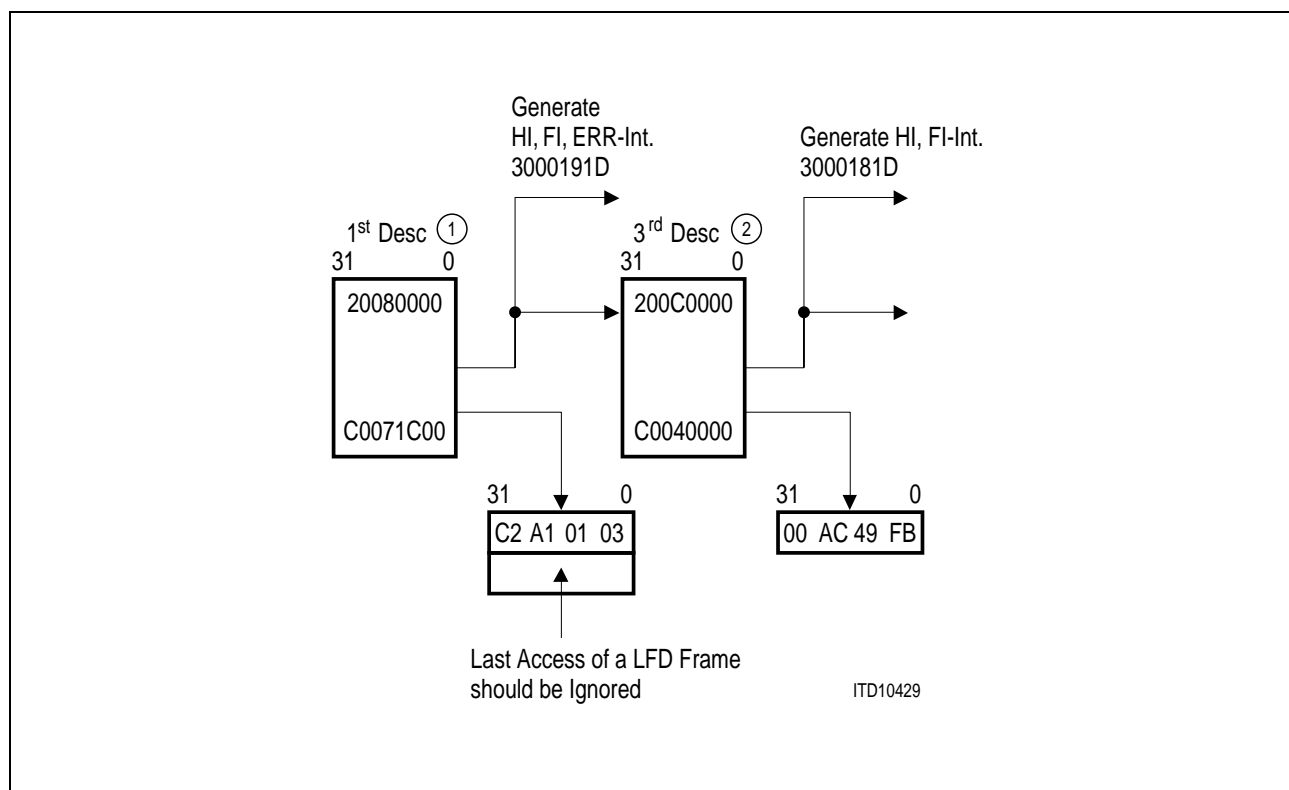 Generate
HI, FI, ERR-Int.
3000191D
Generate HI, FI-Int.
3000181D
1st Desc 1
31 0
20080000
C0071C00
3rd Desc 2
31 0
200C0000
C0040000
31 0
C2 A1 01 03
31 0
00 AC 49 FB
Last Access of a LFD Frame
should be Ignored
ITD10429